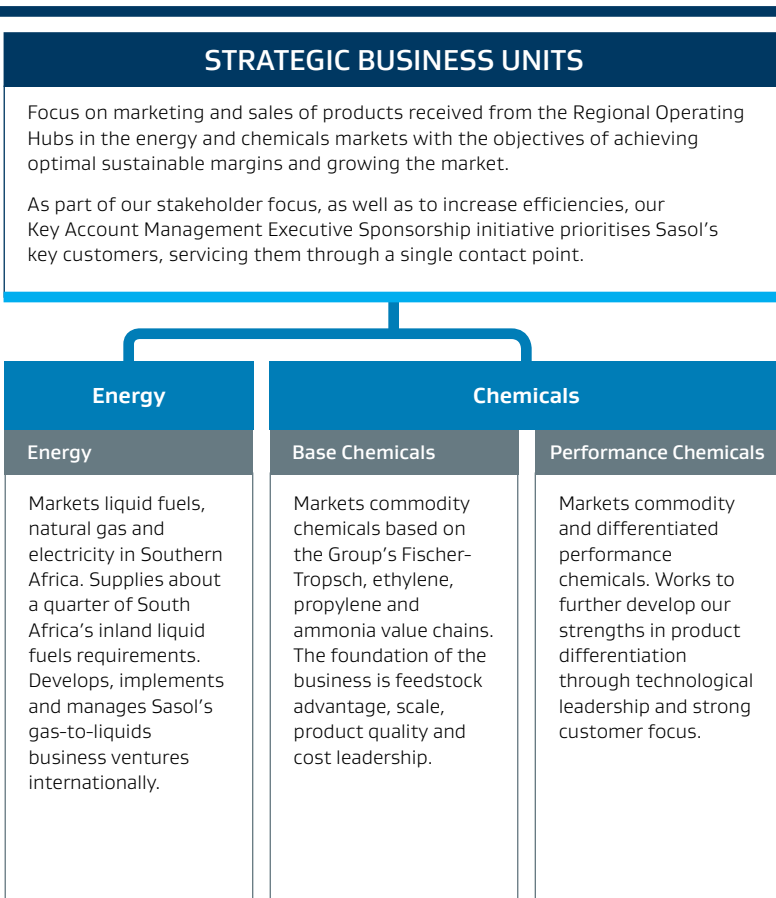 STRATEGIC BUSINESS UNITS
Focus on marketing and sales of products received from the Regional Operating
Hubs in the energy and chemicals markets with the objectives of achieving
optimal sustainable margins and growing the market.
As part of our stakeholder focus, as well as to increase efficiencies, our
Key Account Management Executive Sponsorship initiative prioritises Sasol’s
key customers, servicing them through a single contact point.
Energy
Chemicals
Energy
Markets liquid fuels,
natural gas and
electricity in Southern
Africa. Supplies about
a quarter of South
Africa’s inland liquid
fuels requirements.
Develops, implements
and manages Sasol’s
gas-to-liquids
business ventures
internationally.
Base Chemicals
Markets commodity
chemicals based on
the Group’s Fischer-
Tropsch, ethylene,
propylene and
ammonia value chains.
The foundation of the
business is feedstock
advantage, scale,
product quality and
cost leadership.
Performance Chemicals
Markets commodity
and differentiated
performance
chemicals. Works to
further develop our
strengths in product
differentiation
through technological
leadership and strong
customer focus.